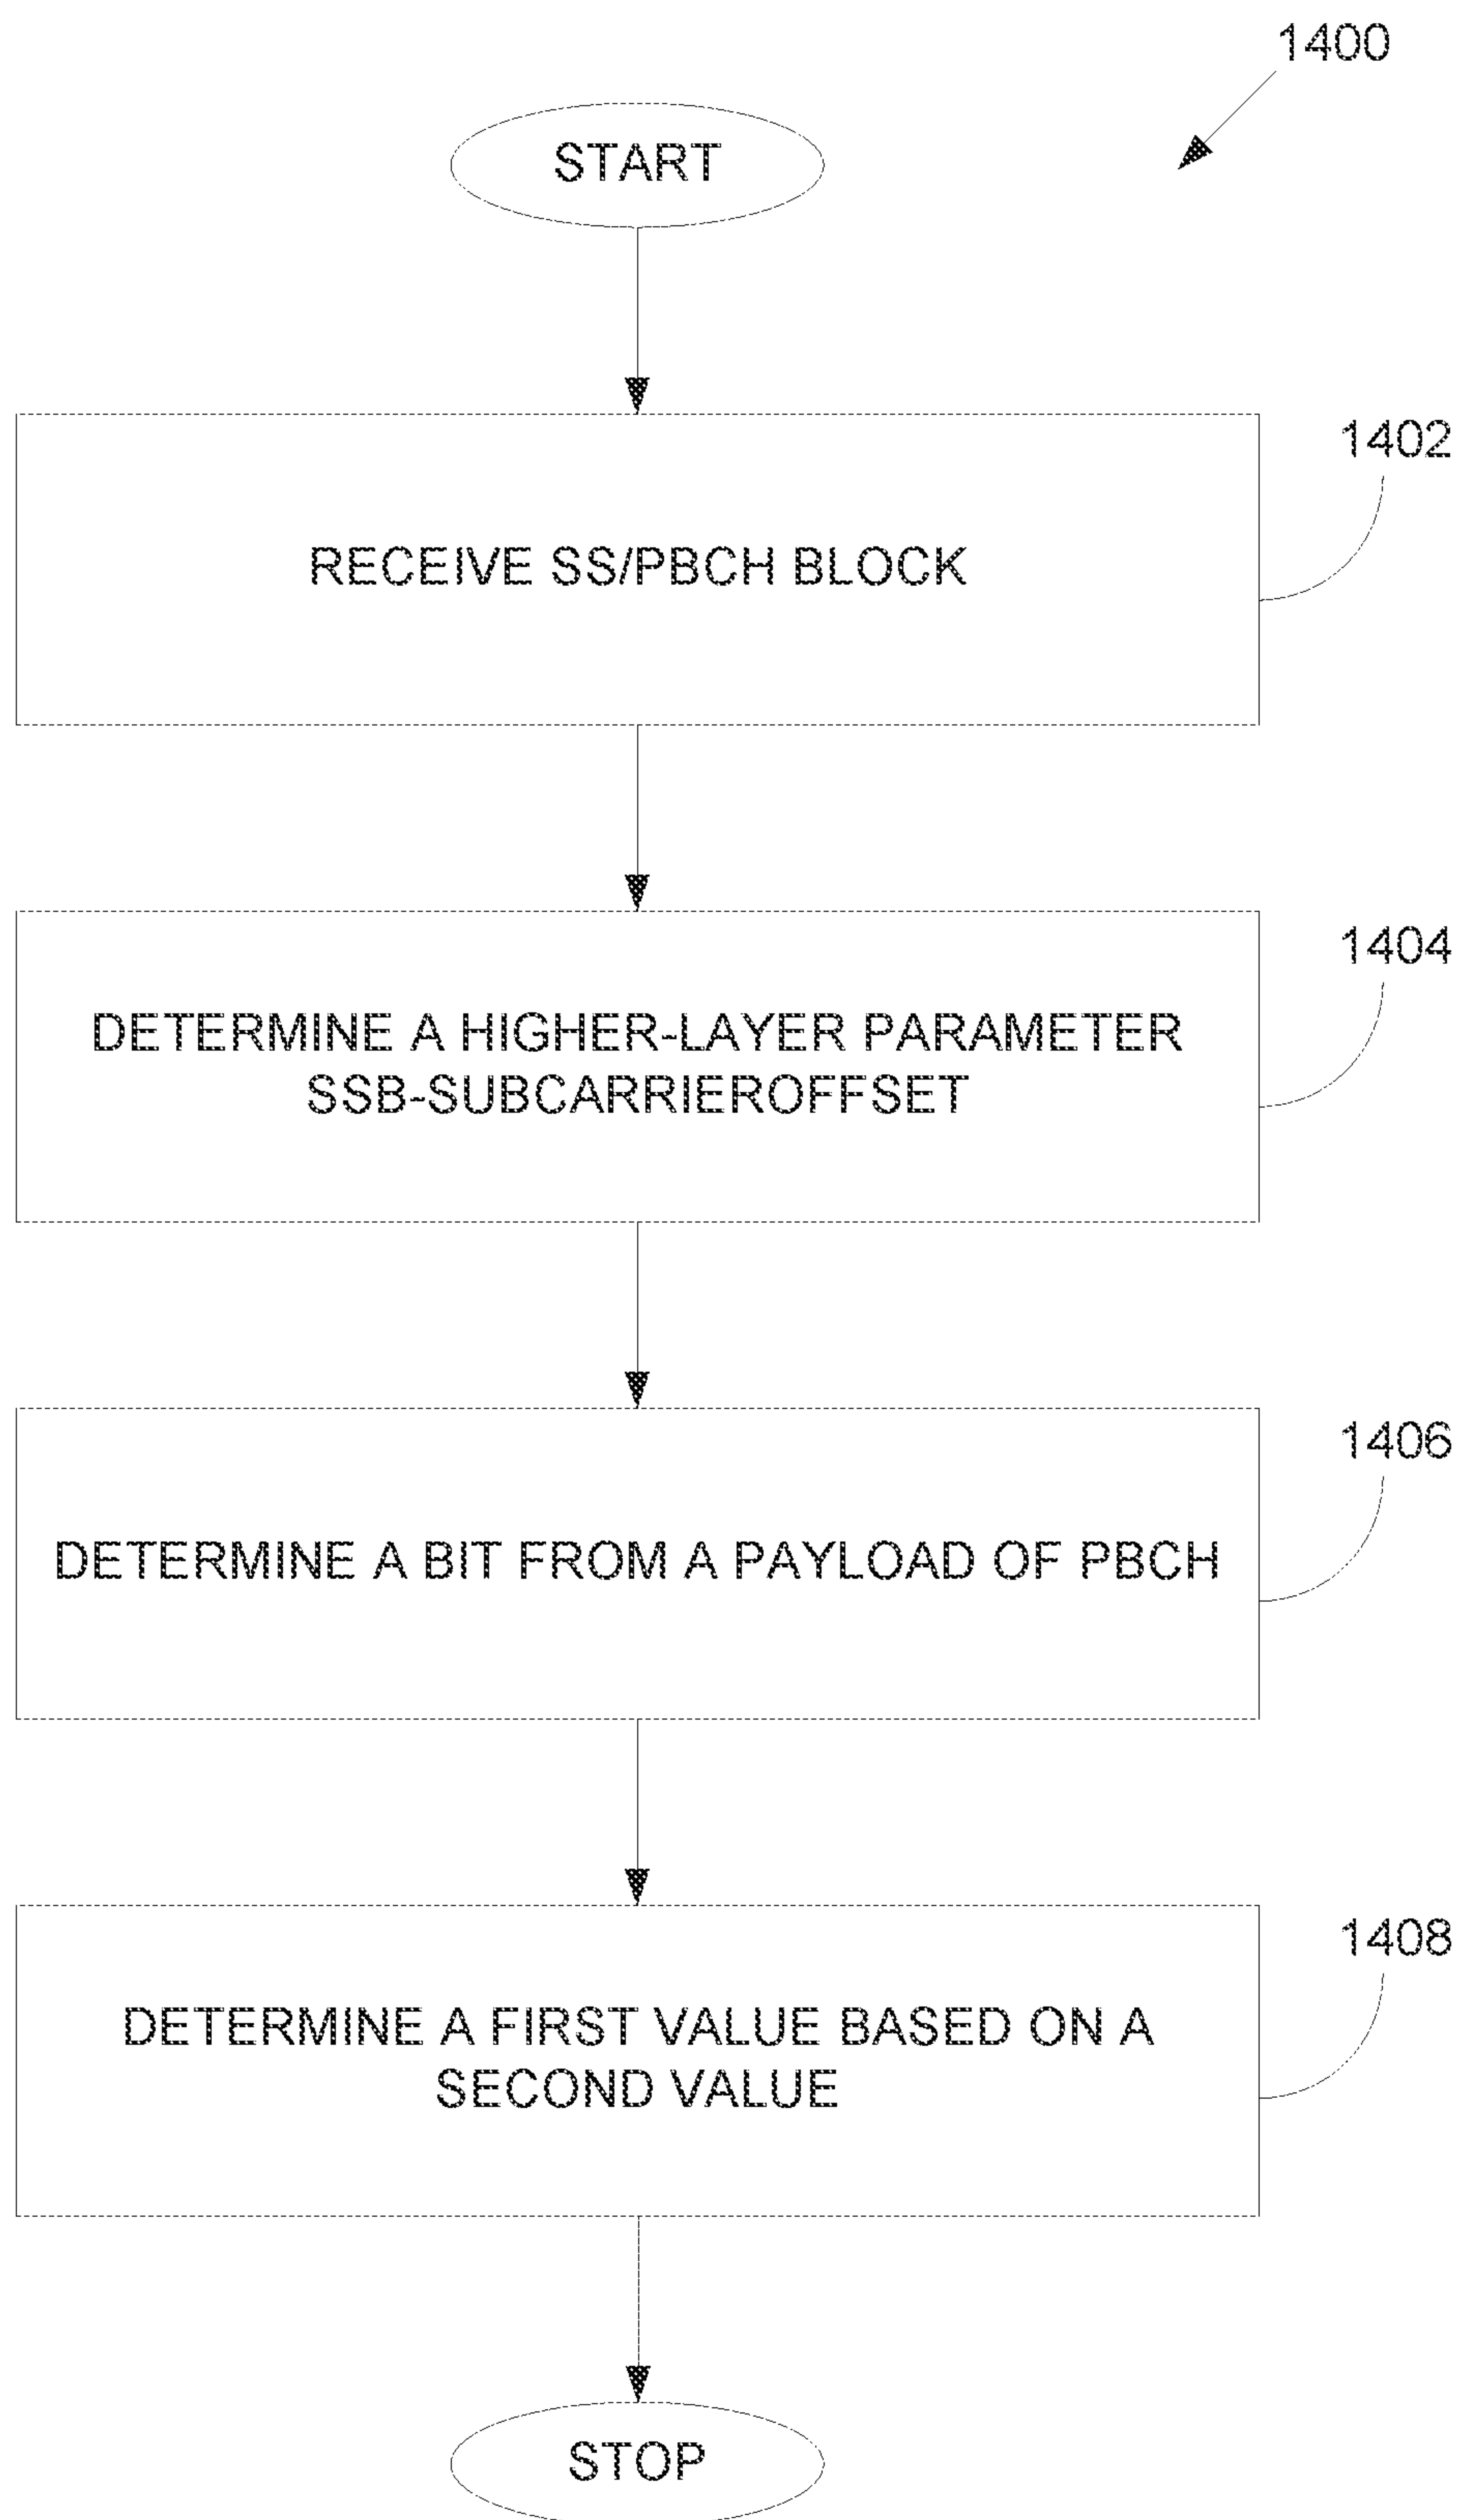 1400
START
RECEIVE SS/PBCH BLOCK
1402
DETERMINE A HIGHER-LAYER PARAMETER
SSB-SUBCARRIEROFFSET
1404
DETERMINE A BIT FROM A PAYLOAD OF PBCH
1406
DETERMINE A FIRST VALUE BASED ON A
SECOND VALUE
1408
STOP